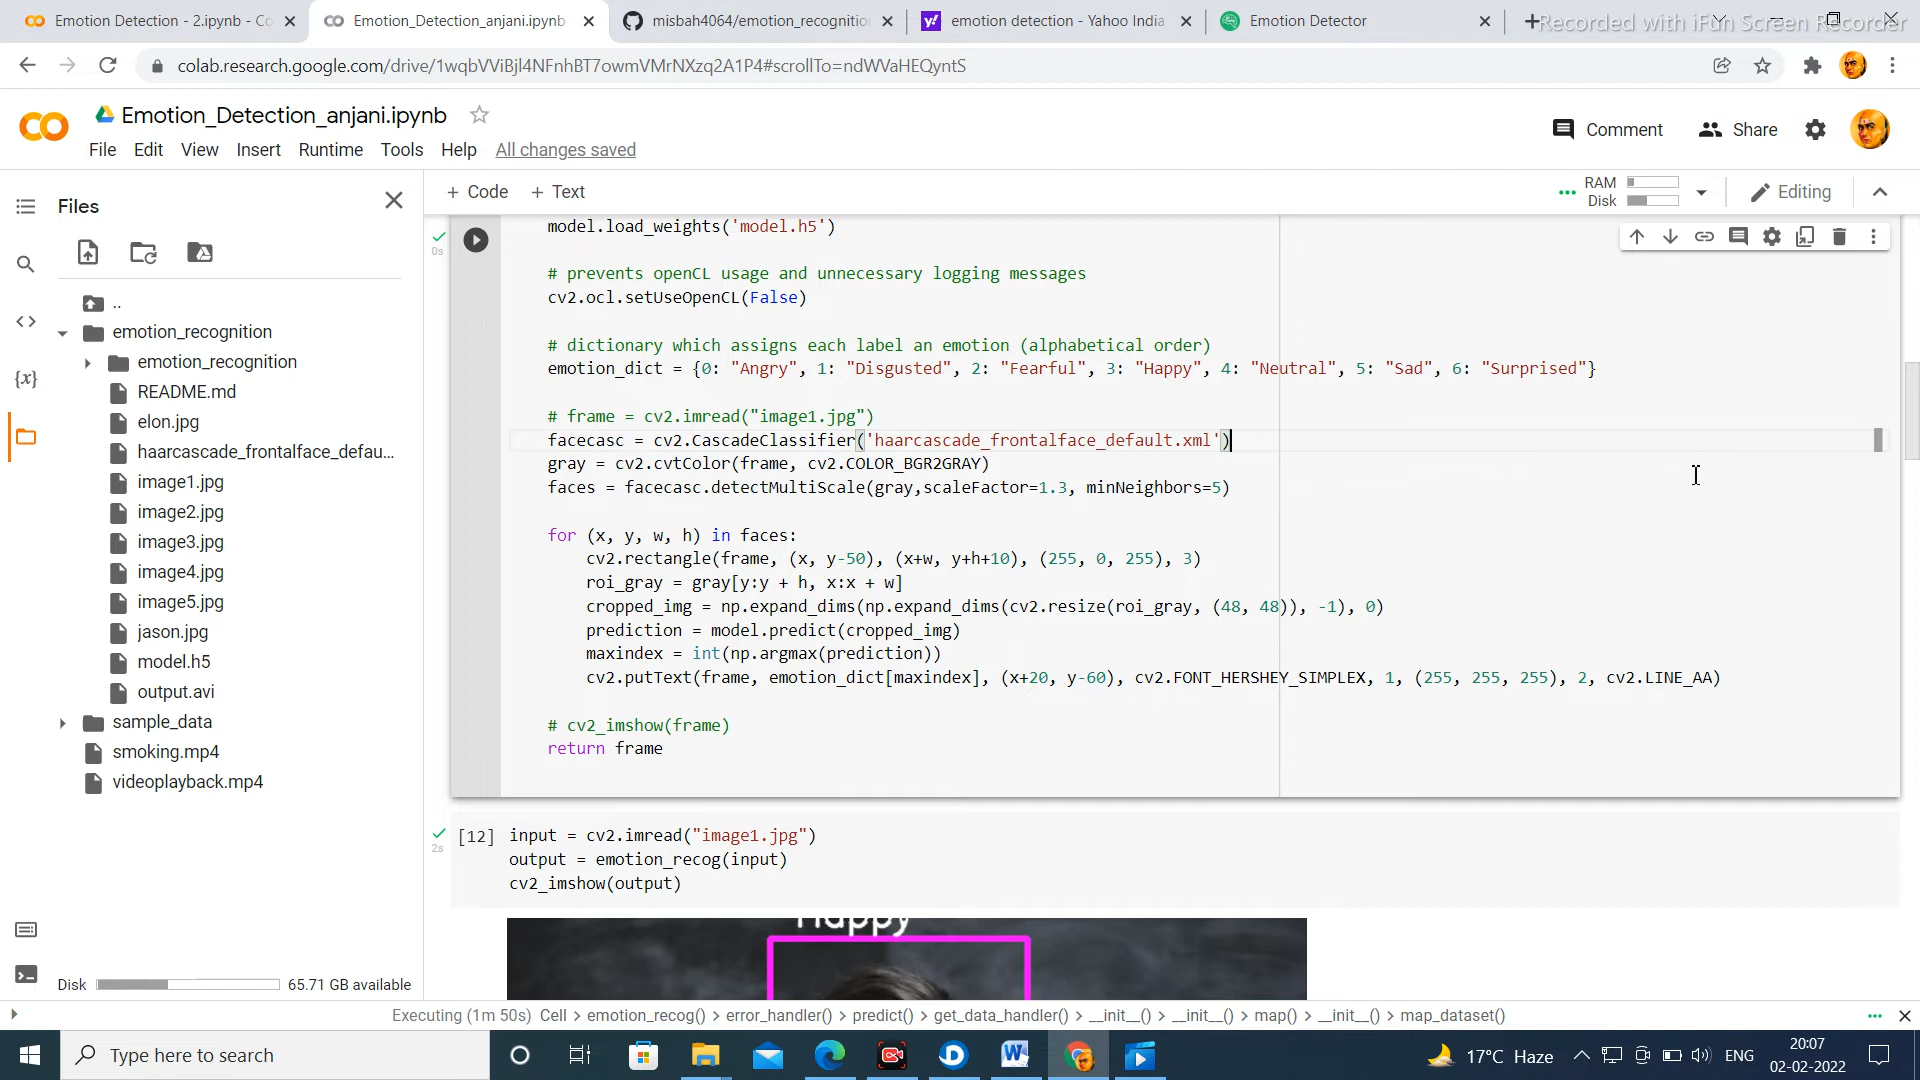 Emotion Detection - 2.ipynb - Co
Emotion_Detection_anjani.ipynb
misbah4064/emotion_recognition
emotion detection - Yahoo India
Emotion Detector
Recorded with iFun Screen Recorder
colab.research.google.com/drive/1wqbVViBjl4NFnhBT7owmVMrNXzq2A1P4#scrollTo=ndWVaHEQyntS
CO
Emotion_Detection_anjani.ipynb
Comment
Share
File Edit View Insert Runtime Tools Help All changes saved
Files
+ Code + Text
RAM
Disk
Editing
..
emotion_recognition
emotion_recognition
README.md
elon.jpg
haarcascade_frontalface_defau...
image1.jpg
image2.jpg
image3.jpg
image4.jpg
image5.jpg
jason.jpg
model.h5
output.avi
sample_data
smoking.mp4
videoplayback.mp4
Disk 65.71 GB available
0s
model.load_weights('model.h5')
# prevents openCL usage and unnecessary logging messages
cv2.ocl.setUseOpenCL(False)
# dictionary which assigns each label an emotion (alphabetical order)
emotion_dict = {0: "Angry", 1: "Disgusted", 2: "Fearful", 3: "Happy", 4: "Neutral", 5: "Sad", 6: "Surprised"}
# frame = cv2.imread("image1.jpg")
facecasc = cv2.CascadeClassifier('haarcascade_frontalface_default.xml')
gray = cv2.cvtColor(frame, cv2.COLOR_BGR2GRAY)
faces = facecasc.detectMultiScale(gray,scaleFactor=1.3, minNeighbors=5)
for (x, y, w, h) in faces:
cv2.rectangle(frame, (x, y-50), (x+w, y+h+10), (255, 0, 255), 3)
roi_gray = gray[y:y + h, x:x + w]
cropped_img = np.expand_dims(np.expand_dims(cv2.resize(roi_gray, (48, 48)), -1), 0)
prediction = model.predict(cropped_img)
maxindex = int(np.argmax(prediction))
cv2.putText(frame, emotion_dict[maxindex], (x+20, y-60), cv2.FONT_HERSHEY_SIMPLEX, 1, (255, 255, 255), 2, cv2.LINE_AA)
# cv2_imshow(frame)
return frame
2s
[12] input = cv2.imread("image1.jpg")
output = emotion_recog(input)
cv2_imshow(output)
Happy
Executing (1m 50s) Cell > emotion_recog() > error_handler() > predict() > get_data_handler() > __init__() > __init__() > map() > __init__() > map_dataset()
Type here to search
17°C Haze
ENG
20:07
02-02-2022